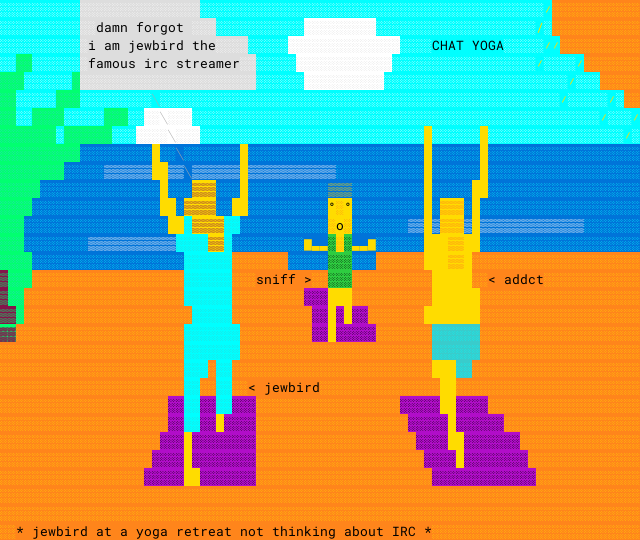 damn forgot
i am jewbird the
famous irc streamer
CHAT YOGA
sniff >
< addct
< jewbird
* jewbird at a yoga retreat not thinking about IRC *